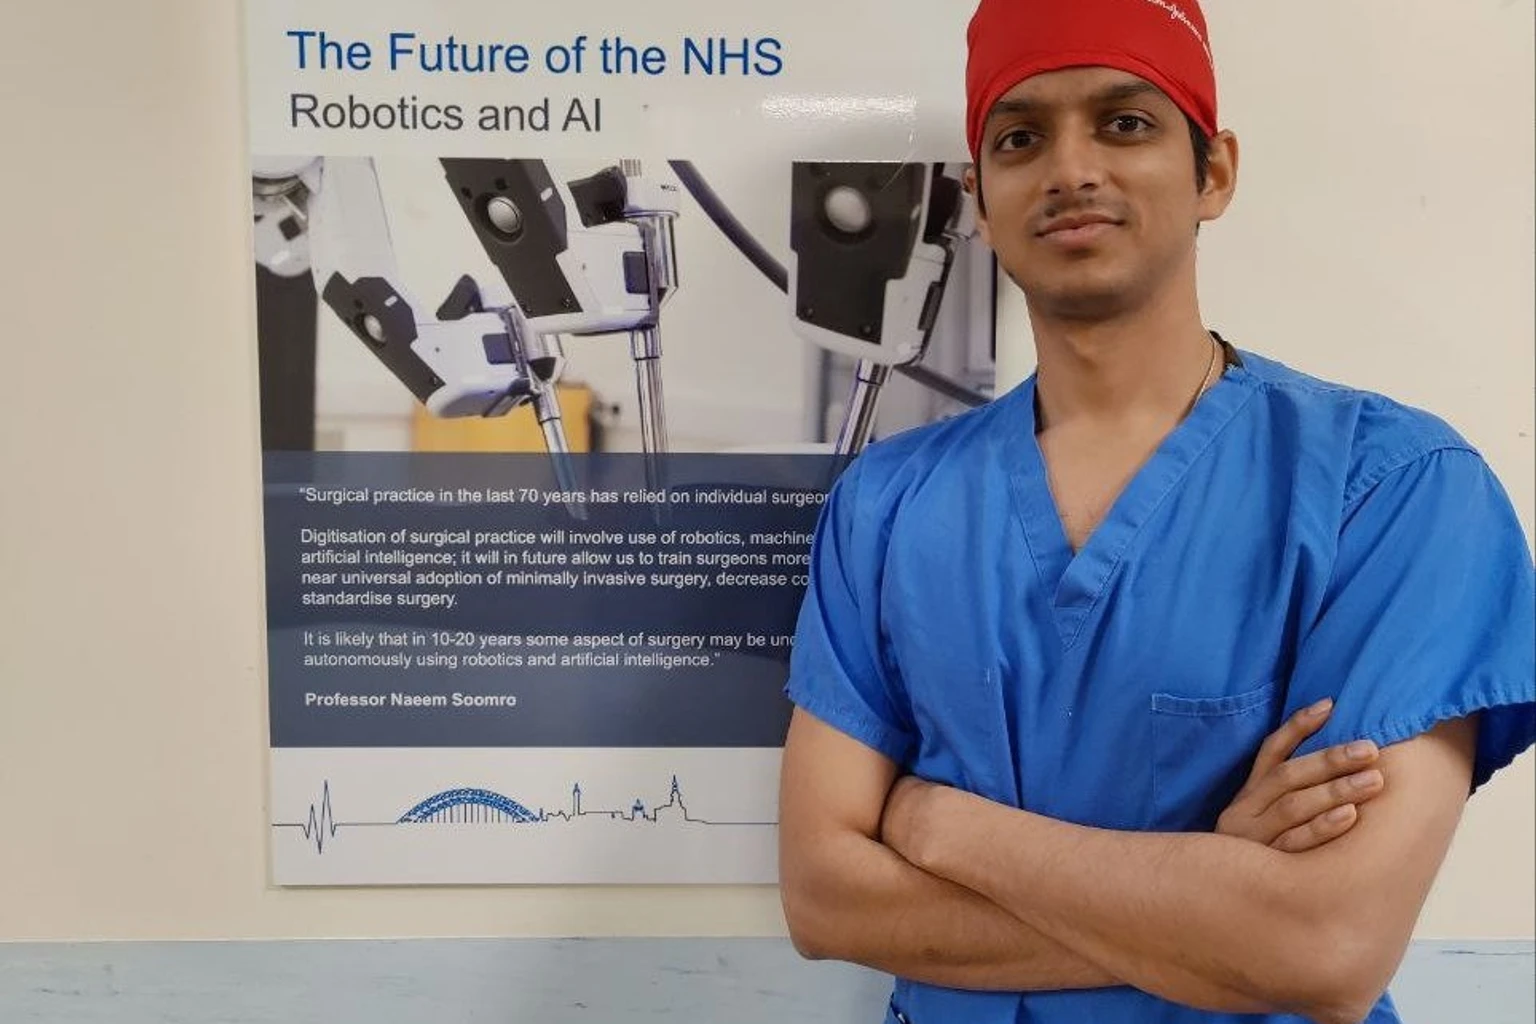 The Future of the NHS
Robotics and AI
"Surgical practice in the last 70 years has relied on individual
Digitisation of surgical practice will involve use of robotics, machine
artificial intelligence; it will in future allow us to train surgeons more
near universal adoption of minimally invasive surgery, decrease
standardise surgery.
It is likely that in 10-20 years some aspect of surgery may be
autonomously using robotics and artificial intelligence."
Professor Naeem Soomro